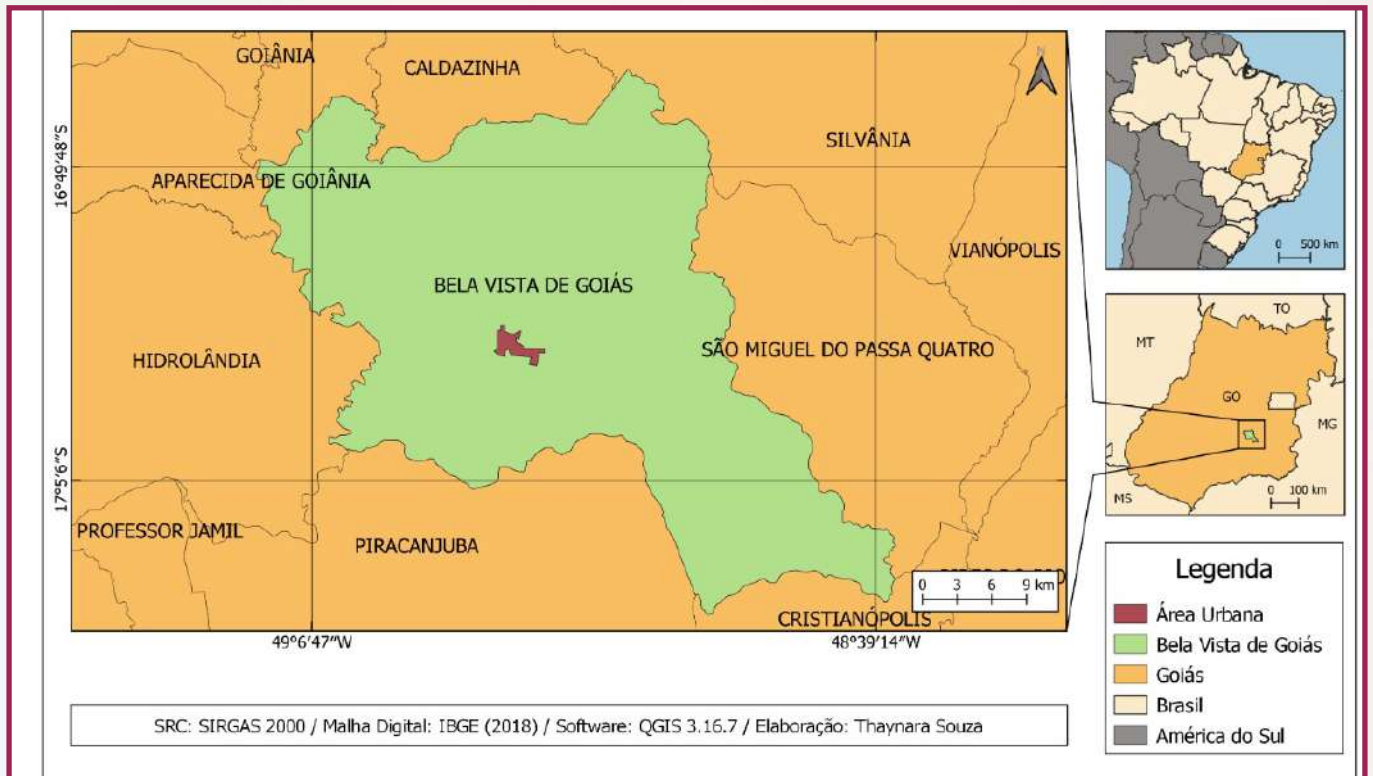 GOIÂNIA
CALDAZINHA
N
SILVÂNIA
16°49'48"S
APARECIDA DE GOIÂNIA
VIANÓPOLIS
BELA VISTA DE GOIÁS
HIDROLÂNDIA
SÃO MIGUEL DO PASSA QUATRO
17°5'6"S
PROFESSOR JAMIL
PIRACANJUBA
0 3 6 9 km
CRISTIANÓPOLIS
49°6'47"W
48°39'14"W
0 500 km
TO
MT
GO
MG
MS
0 100 km
Legenda
Área Urbana
Bela Vista de Goiás
Goiás
Brasil
América do Sul
SRC: SIRGAS 2000 / Malha Digital: IBGE (2018) / Software: QGIS 3.16.7 / Elaboração: Thaynara Souza